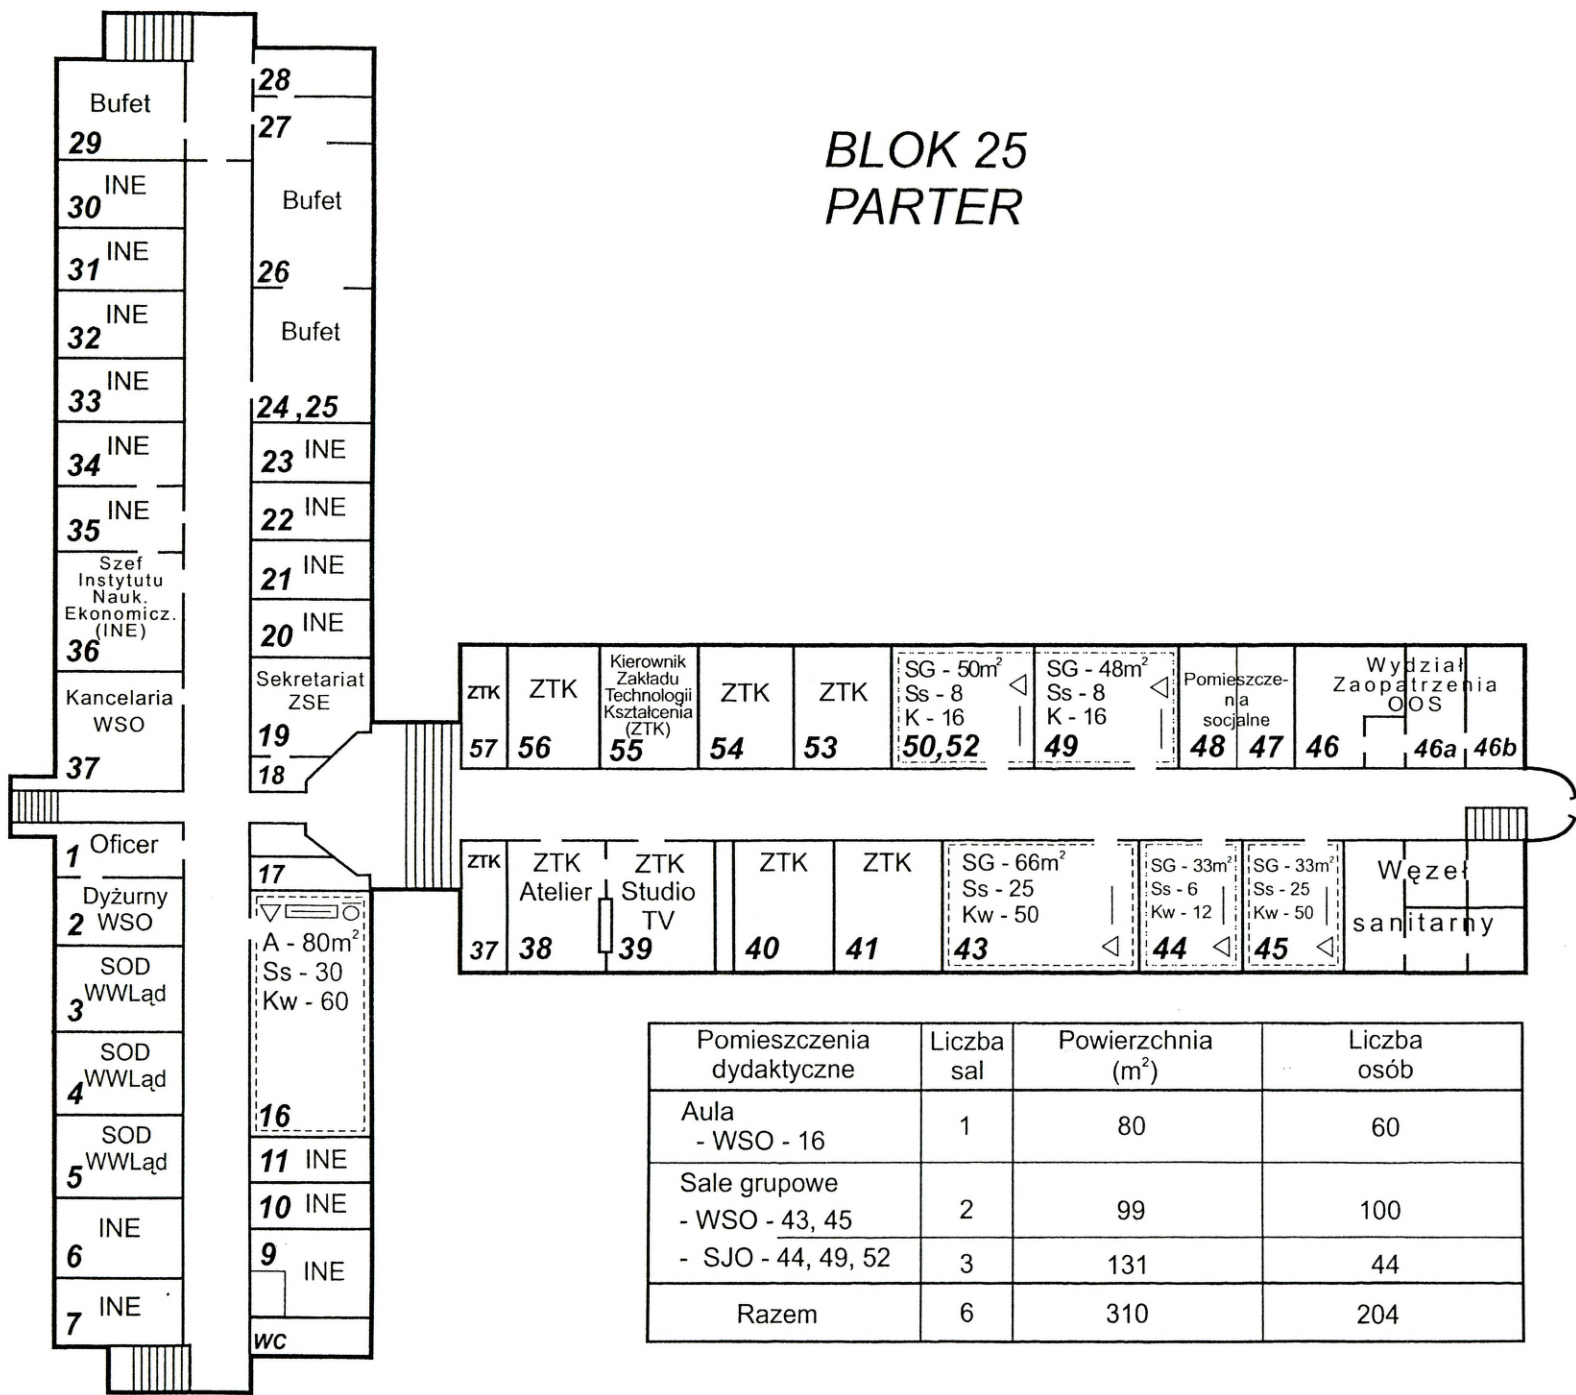 BLOK 25
PARTER
28
Bufet
29
27
INE
30
Bufet
26
INE
31
INE
32
Bufet
24 ,25
INE
33
INE
34
23 INE
INE
35
22 INE
Szef
Instytutu
Nauk.
Ekonomicz.
(INE)
36
21 INE
20 INE
Kancelaria
WSO
37
Sekretariat
ZSE
19
18
1 Oficer
17
Dyżurny
2 WSO
SOD
3 WWLąd
SOD
4 WWLąd
SOD
5 WWLąd
INE
6
INE
7
A - 80m²
Ss - 30
Kw - 60
16
11 INE
10 INE
9
INE
WC
ZTK
57
ZTK
56
Kierownik
Zakładu
Technologii
Kształcenia
(ZTK)
55
ZTK
54
ZTK
53
SG - 50m²
Ss - 8
K - 16
50,52
SG - 48m²
Ss - 8
K - 16
49
Pomieszcze-
nia
socjalne
48 47
Wydział
Zaopatrzenia
OOS
46 46a 46b
ZTK
37
ZTK
Atelier
38
ZTK
Studio
TV
39
ZTK
40
ZTK
41
SG - 66m²
Ss - 25
Kw - 50
43
SG - 33m²
Ss - 6
Kw - 12
44
SG - 33m²
Ss - 25
Kw - 50
45
Węzeł
sanitarny
Pomieszczenia dydaktyczne Liczba sal Powierzchnia (m²) Liczba osób
Aula
- WSO - 16 1 80 60
Sale grupowe
- WSO - 43, 45 2 99 100
- SJO - 44, 49, 52 3 131 44
Razem 6 310 204